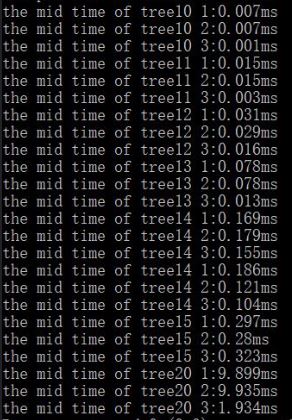 the mid time of tree10 1:0.007ms
the mid time of tree10 2:0.007ms
the mid time of tree10 3:0.001ms
the mid time of tree11 1:0.015ms
the mid time of tree11 2:0.015ms
the mid time of tree11 3:0.003ms
the mid time of tree12 1:0.031ms
the mid time of tree12 2:0.029ms
the mid time of tree12 3:0.016ms
the mid time of tree13 1:0.078ms
the mid time of tree13 2:0.078ms
the mid time of tree13 3:0.013ms
the mid time of tree14 1:0.169ms
the mid time of tree14 2:0.179ms
the mid time of tree14 3:0.155ms
the mid time of tree14 1:0.186ms
the mid time of tree14 2:0.121ms
the mid time of tree14 3:0.104ms
the mid time of tree15 1:0.297ms
the mid time of tree15 2:0.28ms
the mid time of tree15 3:0.323ms
the mid time of tree20 1:9.899ms
the mid time of tree20 2:9.935ms
the mid time of tree20 3:1.934ms